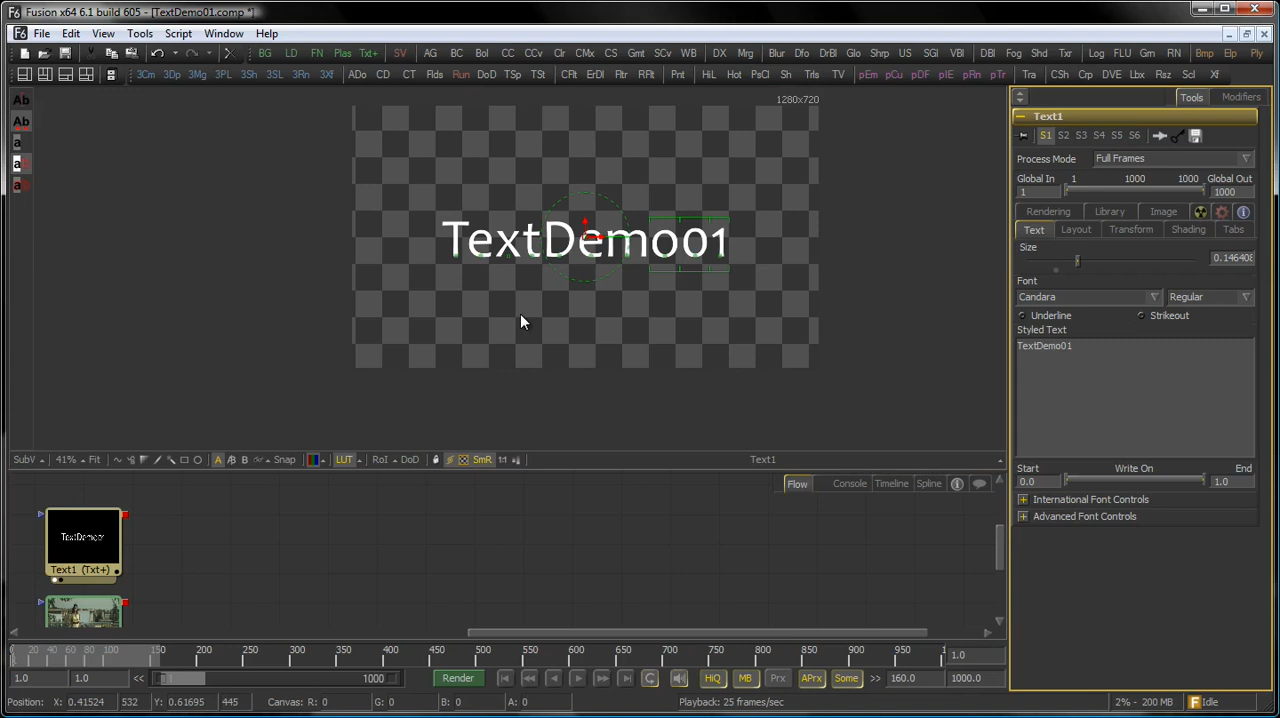 Fusion x64 6.1 build 605 - [TextDemo01.comp *]
File Edit View Tools Script Window Help
BG LD FN Plas Txt+ SV AG BC Bol CC CCv Clr CMx CS Gmt SCv WB DX Mrg Blur Dfo DrBl Glo Shrp US SGl VBl DBl Fog Shd Txr Log FLU Grn RN Bmp Elp Ply
3Cm 3Dp 3Mg 3PL 3Sh 3SL 3Rn 3Xf ADo CD CT Flds Run DoD TSp TSt CFlt ErDl Fltr RFlt Pnt HiL Hot PsCl Sh Trls TV pEm pCu pDF pIE pRn pTr Tra CSh Crp DVE Lbx Rsz Scl Xf
1280x720
Tools Modifiers
Text1
S1 S2 S3 S4 S5 S6
Process Mode Full Frames
Global In 1 1000 1000 Global Out
1 1000
Rendering Library Image
Text Layout Transform Shading Tabs
Size
0.146408
Font
Candara Regular
Underline Strikeout
Styled Text
TextDemo01
Start Write On End
0.0 1.0
International Font Controls
Advanced Font Controls
Ab
Ab
a
a
a
TextDemo01
SubV 41% Fit A B Snap LUT RoI DoD SmR 1:1 Text1
Flow Console Timeline Spline
TextDemo01
Text1 (Txt+)
0 20 40 60 80 100 150 200 250 300 350 400 450 500 550 600 650 700 750 800 850 900 950 1 1.0
1.0 1.0 << 1 1000 Render HiQ MB Prx APrx Some >> 160.0 1000.0
Position: X: 0.41524 532 Y: 0.61695 445 Canvas: R: 0 G: 0 B: 0 A: 0 Playback: 25 frames/sec 2% - 200 MB Idle